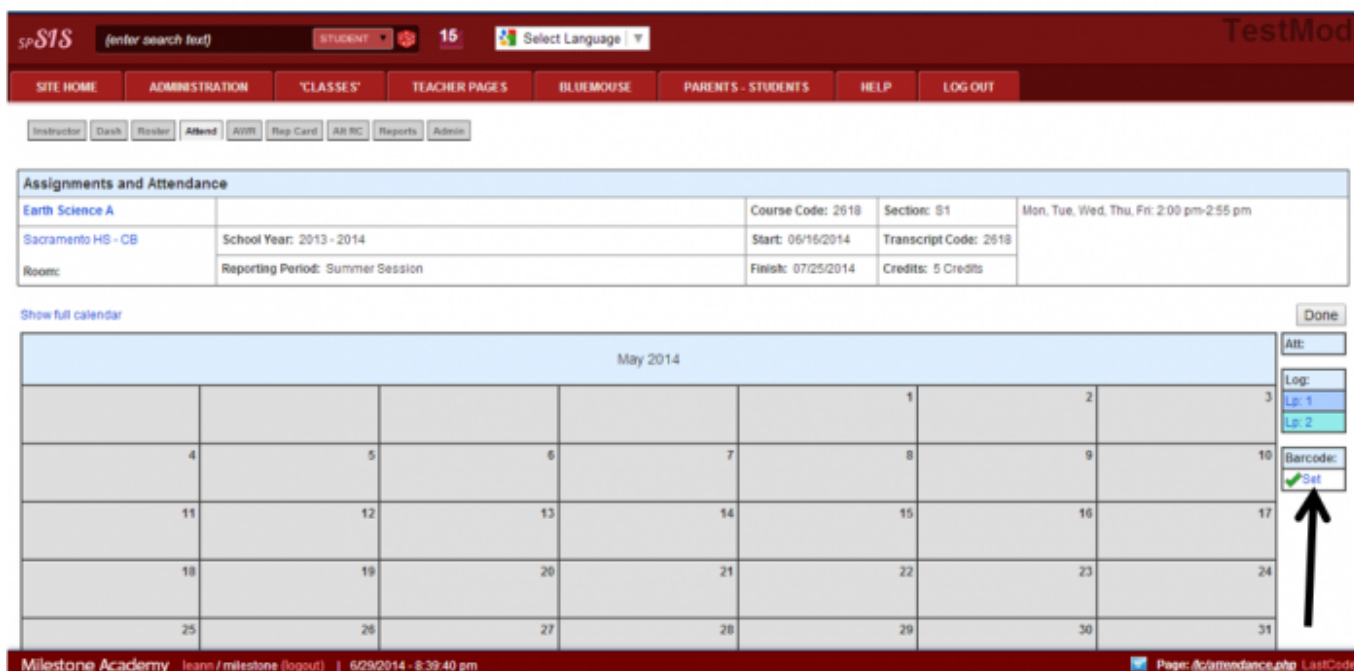 spSIS (enter search text) STUDENT 15 Select Language TestMod
SITE HOME ADMINISTRATION 'CLASSES' TEACHER PAGES BLUEMOUSE PARENTS - STUDENTS HELP LOG OUT
Instructor Dash Roster Attend AWR Rep Card Alt RC Reports Admin
Assignments and Attendance
Earth Science A Course Code: 2618 Section: S1 Mon, Tue, Wed, Thu, Fri: 2:00 pm-2:55 pm
Sacramento HS - CB School Year: 2013 - 2014 Start: 06/16/2014 Transcript Code: 2618
Room: Reporting Period: Summer Session Finish: 07/25/2014 Credits: 5 Credits
Show full calendar Done
May 2014 Att:
Log:
1 2 3 Lp: 1
Lp: 2
4 5 6 7 8 9 10 Barcode:
Set
11 12 13 14 15 16 17
18 19 20 21 22 23 24
25 26 27 28 29 30 31
Milestone Academy leann / milestone (logout) | 6/29/2014 - 8:39:40 pm Page: /lc/attendance.php LastCode